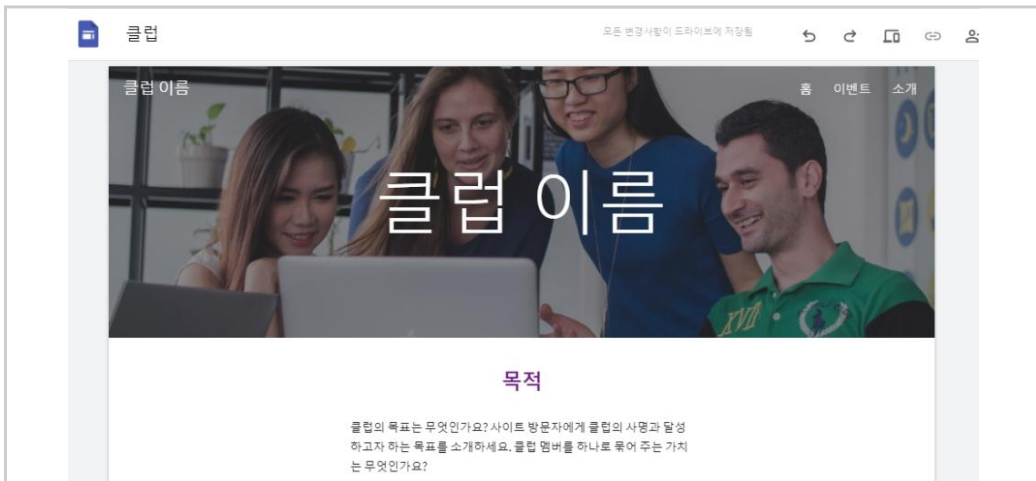 클럽
모든 변경사항이 드라이브에 저장됨
클럽 이름
홈 이벤트 소개
클럽 이름
XVII
목적
클럽의 목표는 무엇인가요? 사이트 방문자에게 클럽의 사명과 달성
하고자 하는 목표를 소개하세요. 클럽 멤버를 하나로 묶어 주는 가치
는 무엇인가요?